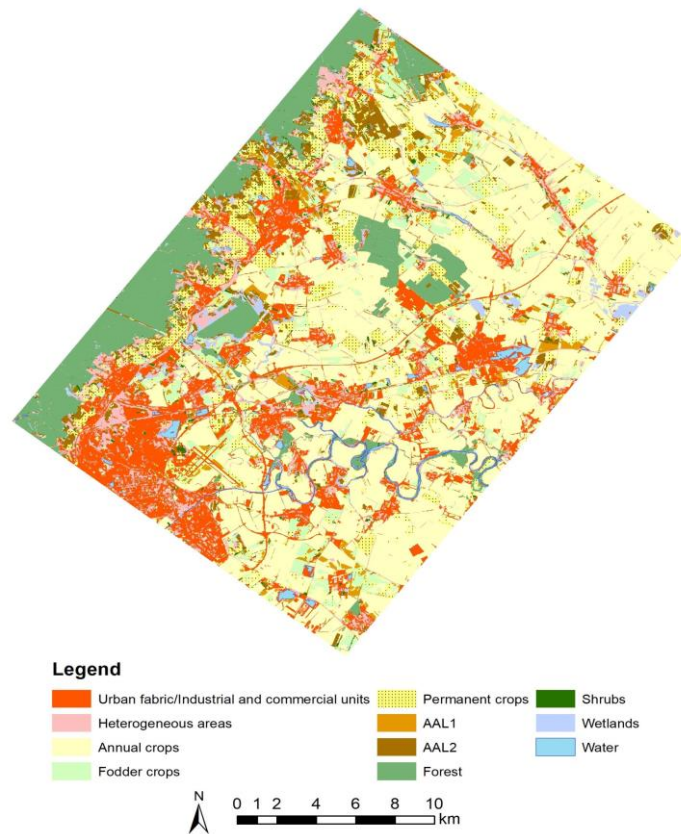 Legend
Urban fabric/Industrial and commercial units
Heterogeneous areas
Annual crops
Fodder crops
Permanent crops
AAL1
AAL2
Forest
Shrubs
Wetlands
Water
N
0 1 2 4 6 8 10
km